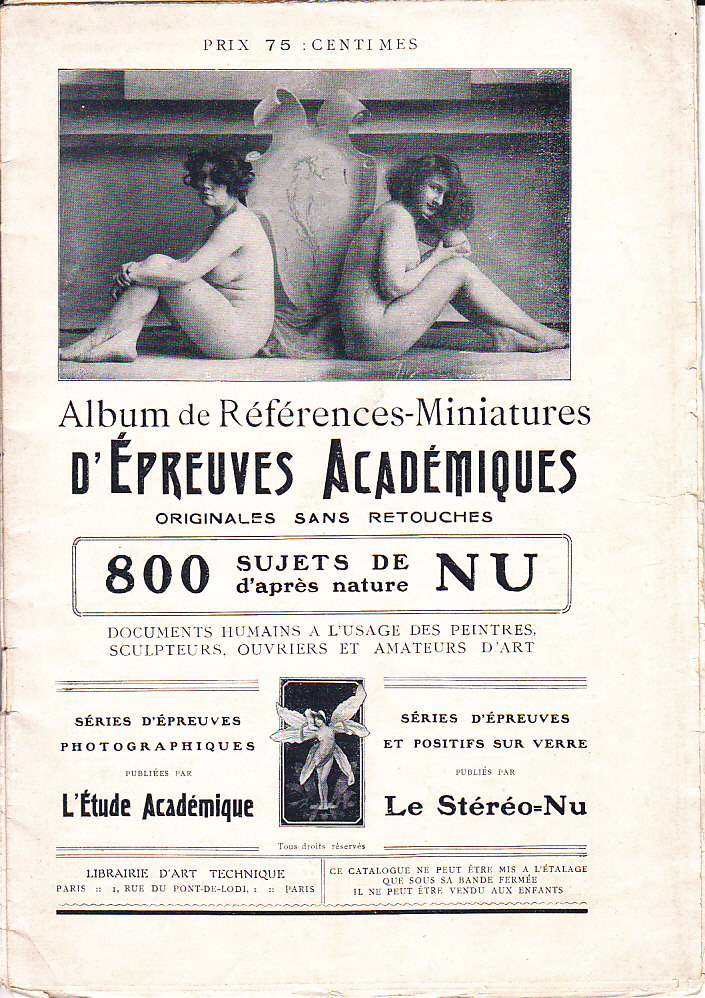 PRIX 75 :CENTIMES
Album de Références-Miniatures
D'ÉPREUVES ACADÉMIQUES
ORIGINALES SANS RETOUCHES
800 SUJETS DE NU
d'après nature
DOCUMENTS HUMAINS A L'USAGE DES PEINTRES,
SCULPTEURS, OUVRIERS ET AMATEURS D'ART
SÉRIES D'ÉPREUVES
PHOTOGRAPHIQUES
PUBLIÉES PAR
L'Étude Académique
SÉRIES D'ÉPREUVES
ET POSITIFS SUR VERRE
PUBLIÉS PAR
Le Stéréo=Nu
Tous droits réservés
LIBRAIRIE D'ART TECHNIQUE
PARIS :: 1, RUE DU PONT-DE-LODI, 1 :: PARIS
CE CATALOGUE NE PEUT ÊTRE MIS A L'ÉTALAGE
QUE SOUS SA BANDE FERMÉE
IL NE PEUT ÊTRE VENDU AUX ENFANTS